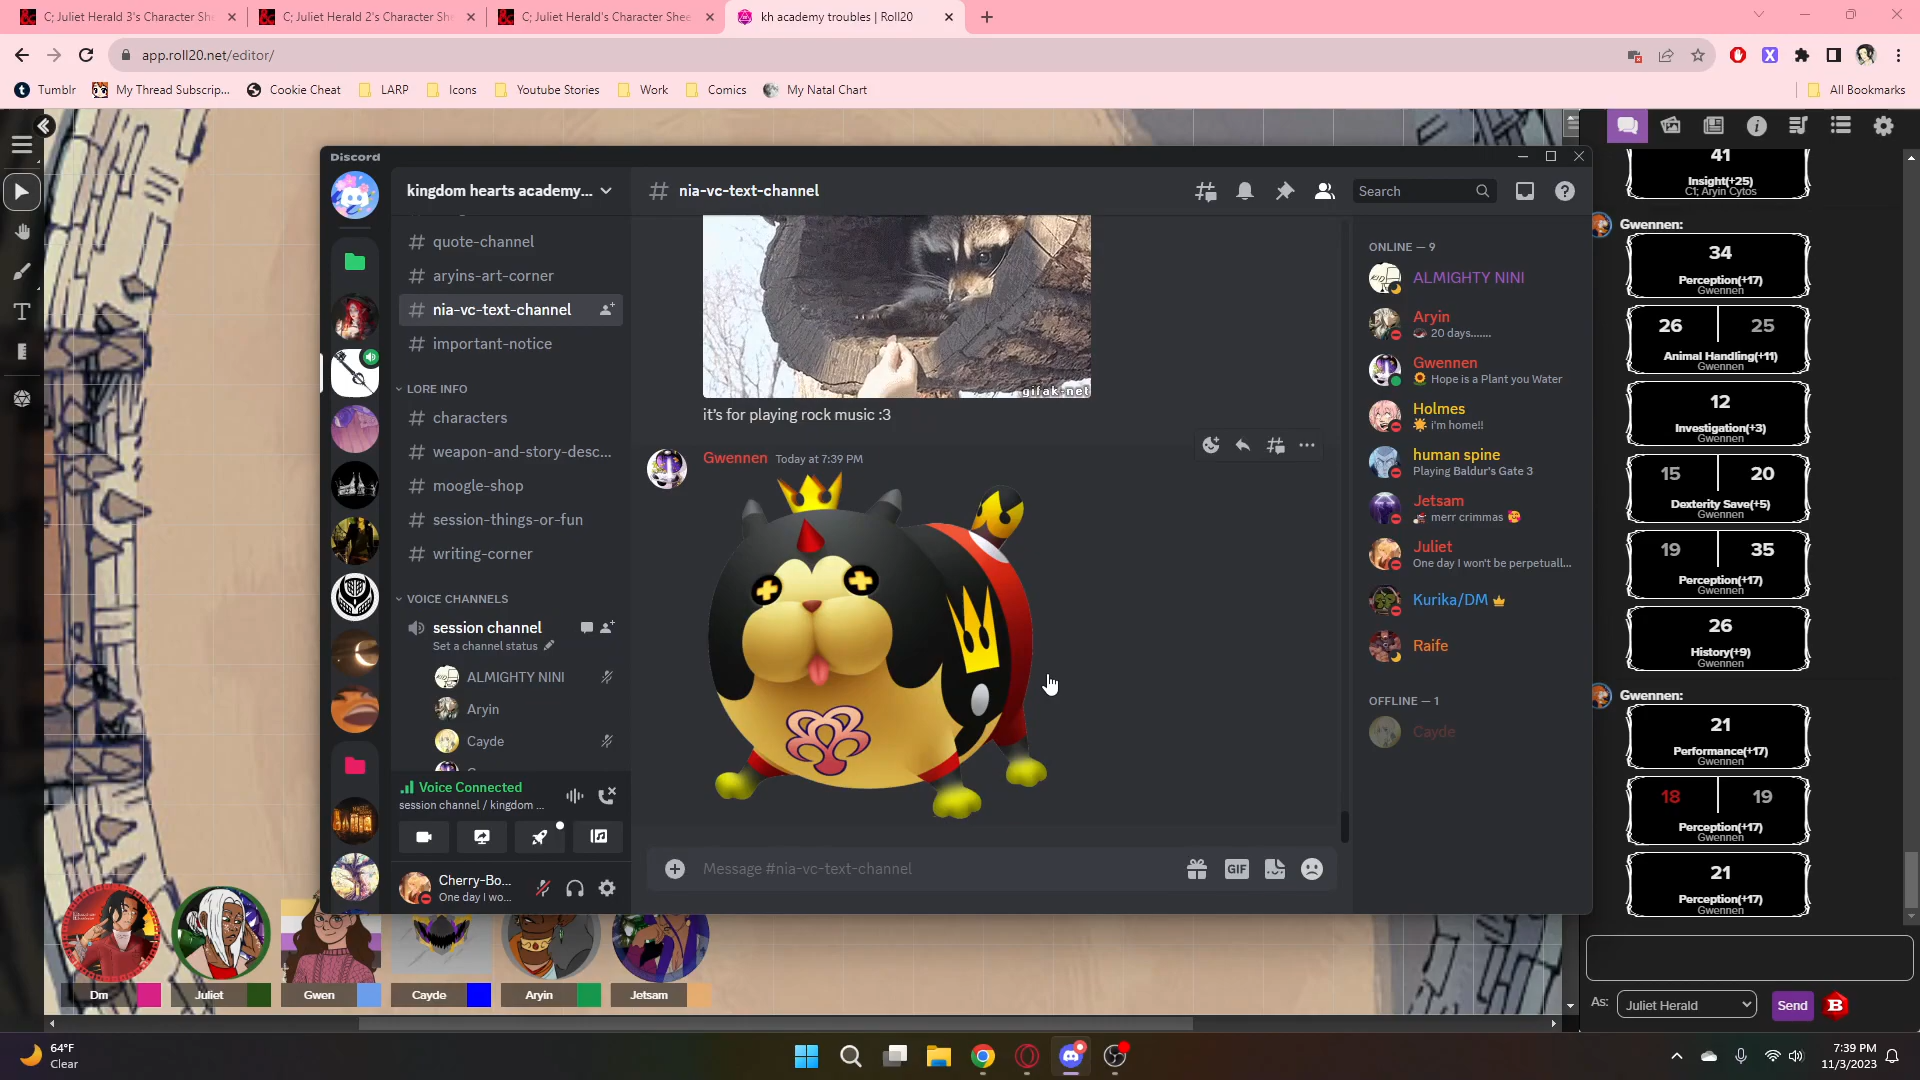 C; Juliet Herald 3's Character She
C; Juliet Herald 2's Character She
C; Juliet Herald's Character Shee
kh academy troubles | Roll20
app.roll20.net/editor/
Tumblr
My Thread Subscrip...
Cookie Cheat
LARP
Icons
Youtube Stories
Work
Comics
My Natal Chart
All Bookmarks
Discord
kingdom hearts academy...
quote-channel
aryins-art-corner
nia-vc-text-channel
important-notice
LORE INFO
characters
weapon-and-story-desc...
moogle-shop
session-things-or-fun
writing-corner
VOICE CHANNELS
session channel
Set a channel status
ALMIGHTY NINI
Aryin
Cayde
Voice Connected
session channel / kingdom ...
Cherry-Bo...
One day I wo...
nia-vc-text-channel
Search
gifak-net
it's for playing rock music :3
Gwennen Today at 7:39 PM
Message #nia-vc-text-channel
GIF
ONLINE — 9
ALMIGHTY NINI
Aryin
20 days.......
Gwennen
Hope is a Plant you Water
Holmes
i'm home!!
human spine
Playing Baldur's Gate 3
Jetsam
merr crimmas
Juliet
One day I won't be perpetuall...
Kurika/DM
Raife
OFFLINE — 1
Cayde
41
Insight(+25)
C1; Aryin Cytos
Gwennen:
34
Perception(+17)
Gwennen
26 25
Animal Handling(+11)
Gwennen
12
Investigation(+3)
Gwennen
15 20
Dexterity Save(+5)
Gwennen
19 35
Perception(+17)
Gwennen
26
History(+9)
Gwennen
Gwennen:
21
Performance(+17)
Gwennen
18 19
Perception(+17)
Gwennen
21
Perception(+17)
Gwennen
As:
Juliet Herald
Send
B
Dm
Juliet
Gwen
Cayde
Aryin
Jetsam
64°F
Clear
7:39 PM
11/3/2023